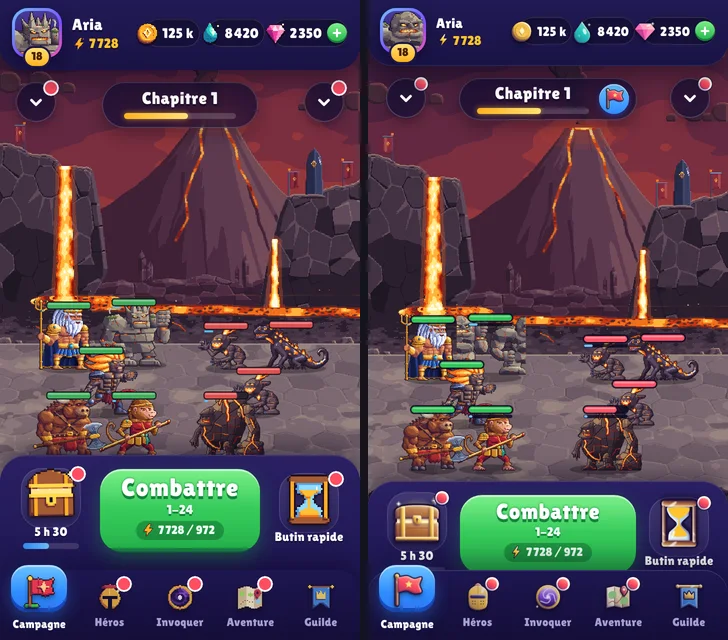 Aria
7728
125 k
8420
2350
18
Chapitre 1
Combattre
1-24
7728 / 972
5 h 30
Butin rapide
Campagne
Héros
Invoquer
Aventure
Guilde
Aria
7728
125 k
8420
2350
18
Chapitre 1
Combattre
1-24
7728 / 972
5 h 30
Butin rapide
Campagne
Héros
Invoquer
Aventure
Guilde